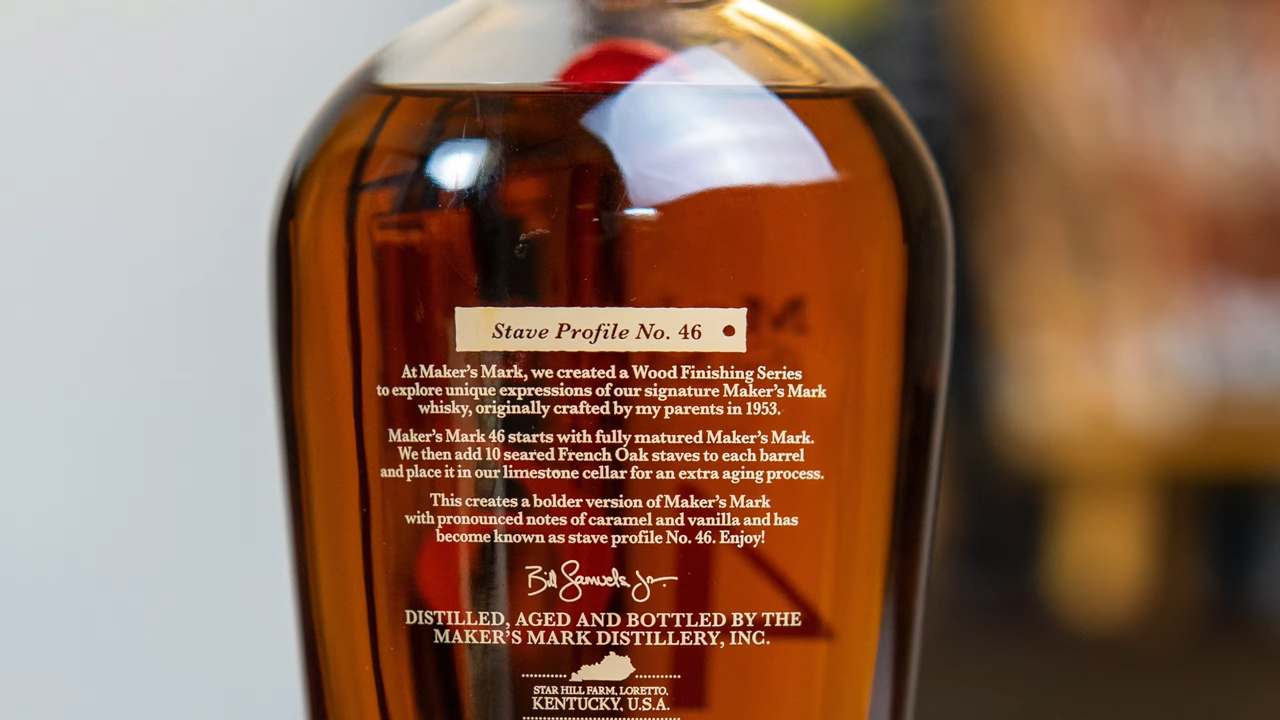 Stave Profile No. 46
At Maker's Mark, we created a Wood Finishing Series
to explore unique expressions of our signature Maker's Mark
whisky, originally crafted by my parents in 1953.
Maker's Mark 46 starts with fully matured Maker's Mark.
We then add 10 seared French Oak staves to each barrel
and place it in our limestone cellar for an extra aging process.
This creates a bolder version of Maker's Mark
with pronounced notes of caramel and vanilla and has
become known as stave profile No. 46. Enjoy!
Bill Samuels Jr.
DISTILLED, AGED AND BOTTLED BY THE
MAKER'S MARK DISTILLERY, INC.
STAR HILL FARM, LORETTO,
KENTUCKY, U.S.A.